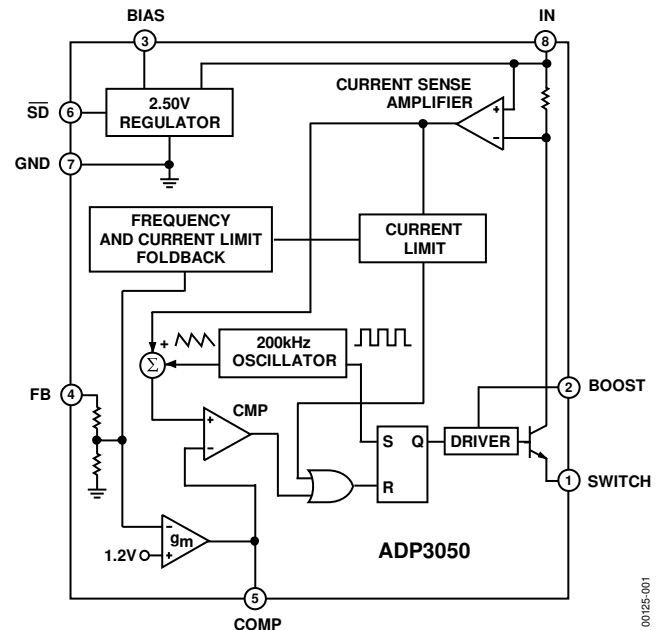 BIAS
3
IN
8
CURRENT SENSE
AMPLIFIER
+
−
SD
6
2.50V
REGULATOR
GND
7
FREQUENCY
AND CURRENT LIMIT
FOLDBACK
CURRENT
LIMIT
+
Σ
200kHz
OSCILLATOR
2
BOOST
FB
4
CMP
+
−
S Q
R
DRIVER
1
SWITCH
−
gm
1.2V
+
ADP3050
5
COMP
00125-001